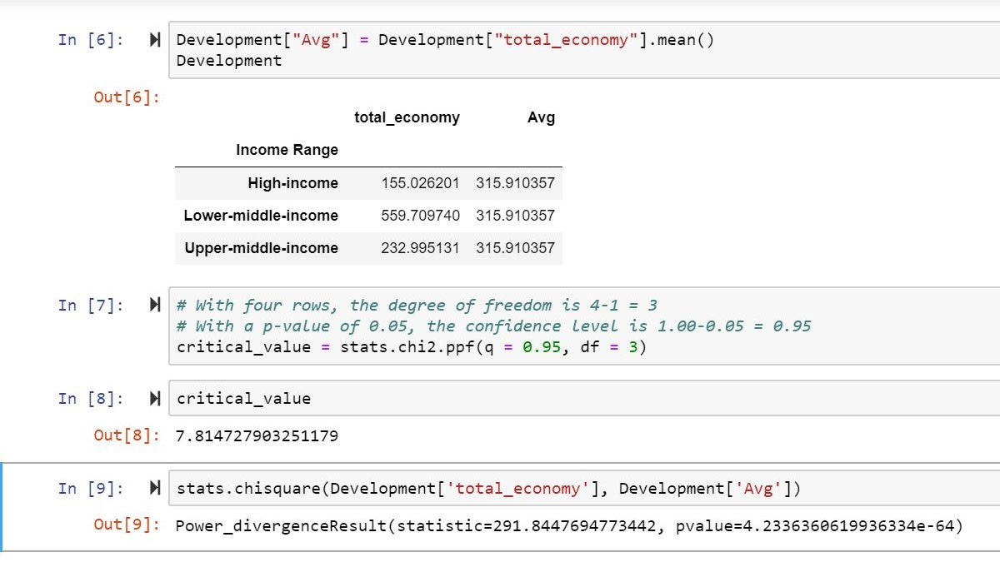 In [6]: Development["Avg"] = Development["total_economy"].mean()
Development
Out[6]:
total_economy Avg
Income Range
High-income 155.026201 315.910357
Lower-middle-income 559.709740 315.910357
Upper-middle-income 232.995131 315.910357
In [7]: # With four rows, the degree of freedom is 4-1 = 3
# With a p-value of 0.05, the confidence level is 1.00-0.05 = 0.95
critical_value = stats.chi2.ppf(q = 0.95, df = 3)
In [8]: critical_value
Out[8]: 7.814727903251179
In [9]: stats.chisquare(Development['total_economy'], Development['Avg'])
Out[9]: Power_divergenceResult(statistic=291.8447694773442, pvalue=4.2336360619936334e-64)